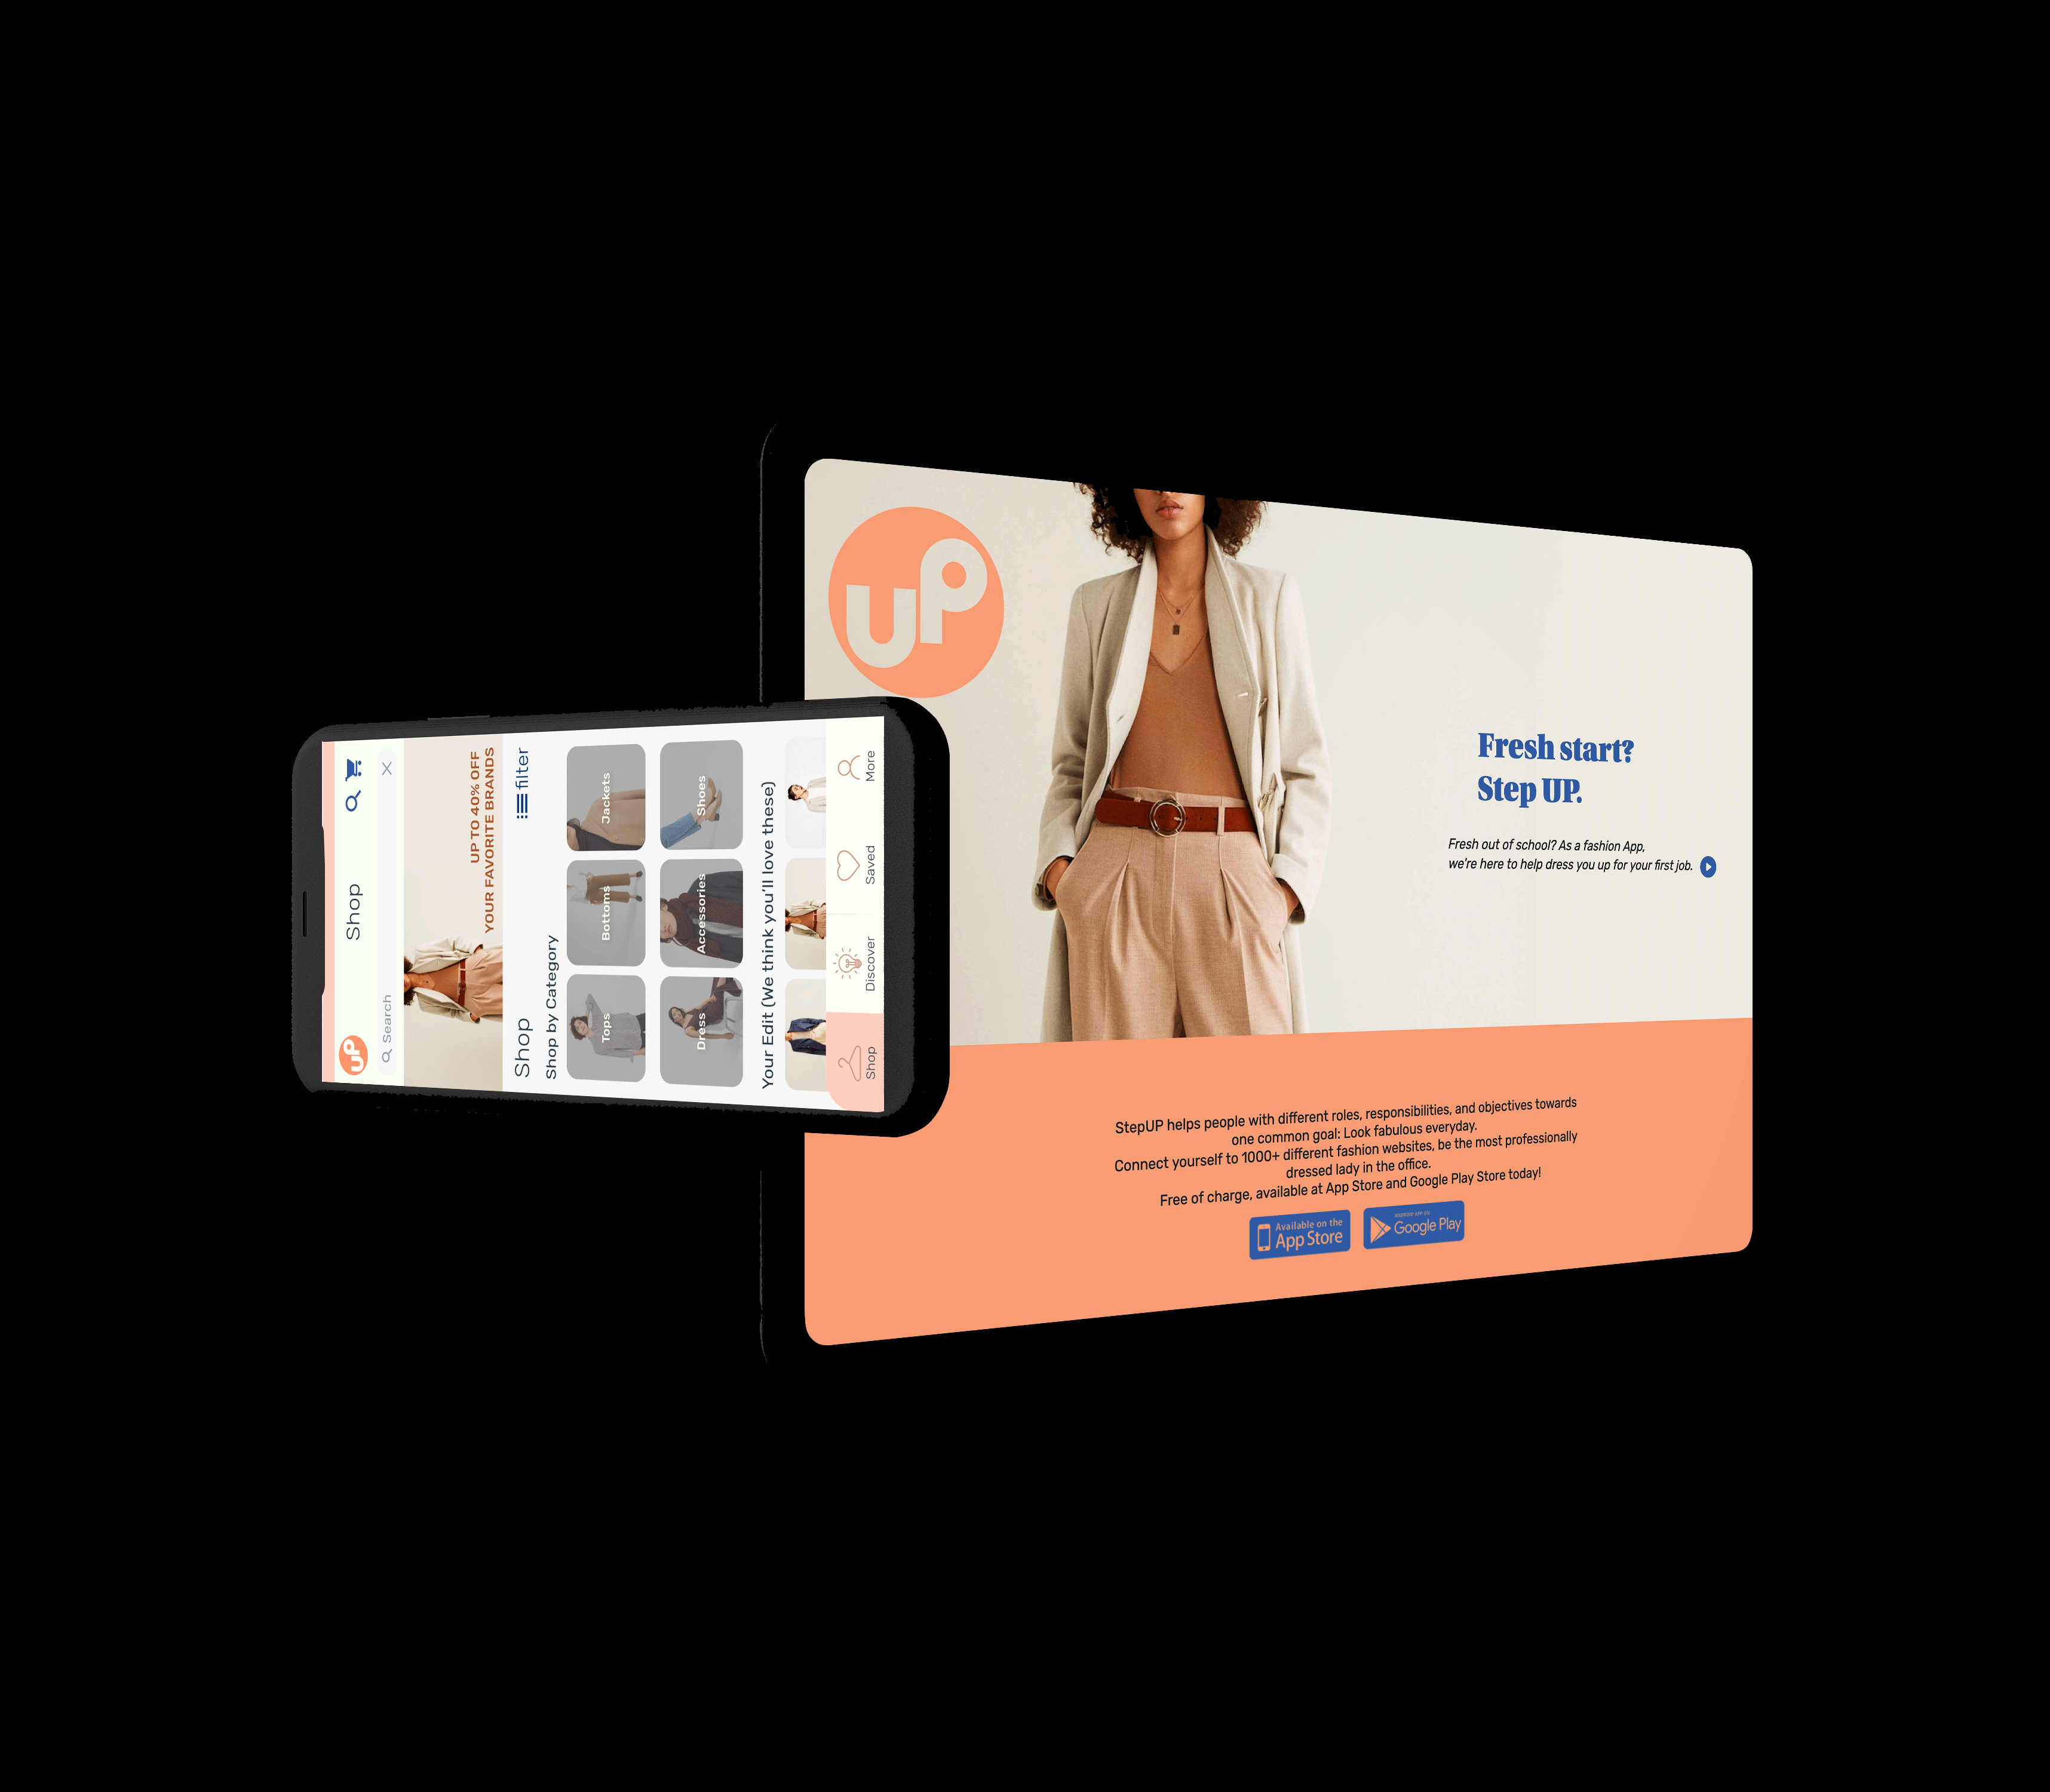 UP
Shop
Search
UP TO 40% OFF
YOUR FAVORITE BRANDS
Shop
filter
Shop by Category
Tops
Bottoms
Jackets
Dress
Accessories
Shoes
Your Edit (We think you'll love these)
Shop
Discover
Saved
More
UP
Fresh start?
Step UP.
Fresh out of school? As a fashion App,
we're here to help dress you up for your first job.
StepUP helps people with different roles, responsibilities, and objectives towards
one common goal: Look fabulous everyday.
Connect yourself to 1000+ different fashion websites, be the most professionally
dressed lady in the office.
Free of charge, available at App Store and Google Play Store today!
Available on the
App Store
ANDROID APP ON
Google Play